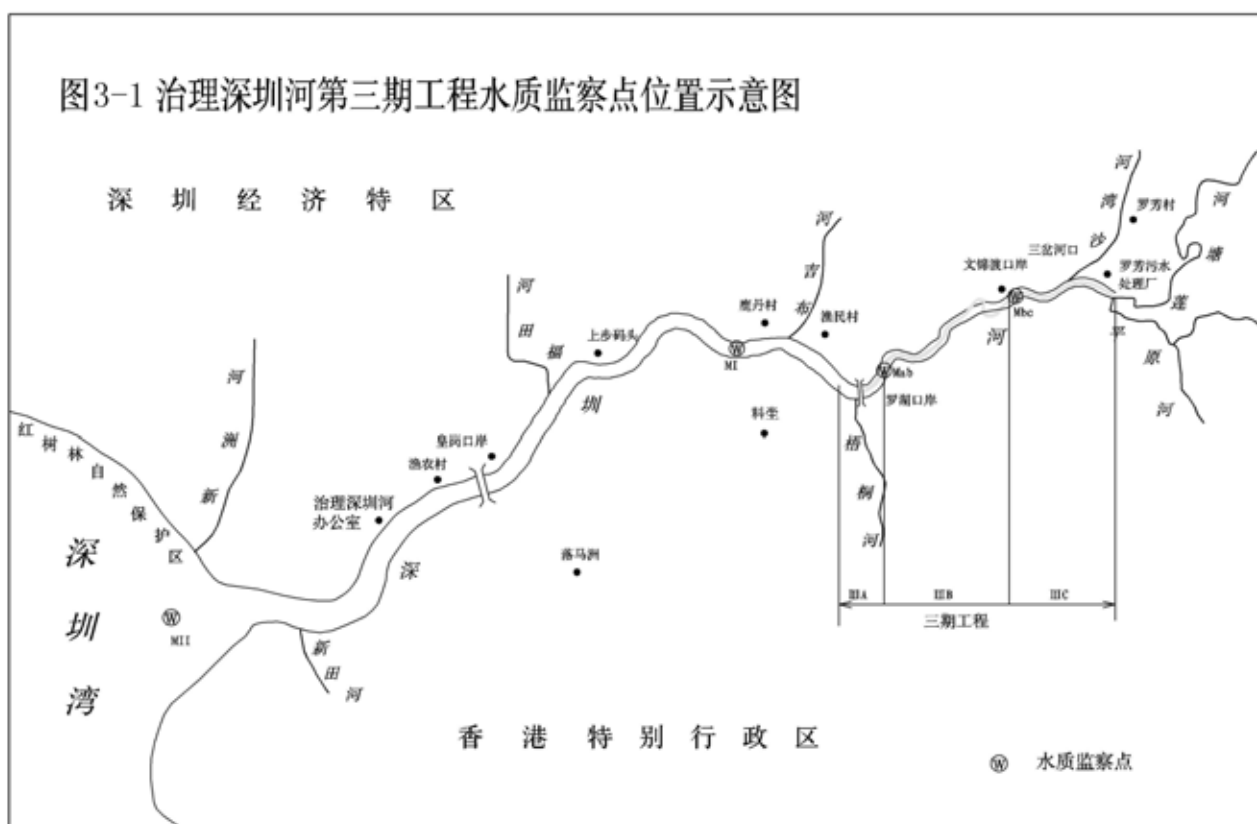 图3-1 治理深圳河第三期工程水质监察点位置示意图
深圳经济特区
河湾沙
罗芳村
河塘莲
三岔河口
罗芳污水
处理厂
文锦渡口岸
Mbc
河吉布
鹿丹村
渔民村
MI
河田福
上步码头
Mab
罗湖口岸
平原河
深圳河
料坣
梧桐河
河洲新
皇岗口岸
渔农村
治理深圳河
办公室
红树林自然保护区
落马洲
深圳湾
MII
新田河
ⅢA
ⅢB
ⅢC
三期工程
香港特别行政区
W 水质监察点